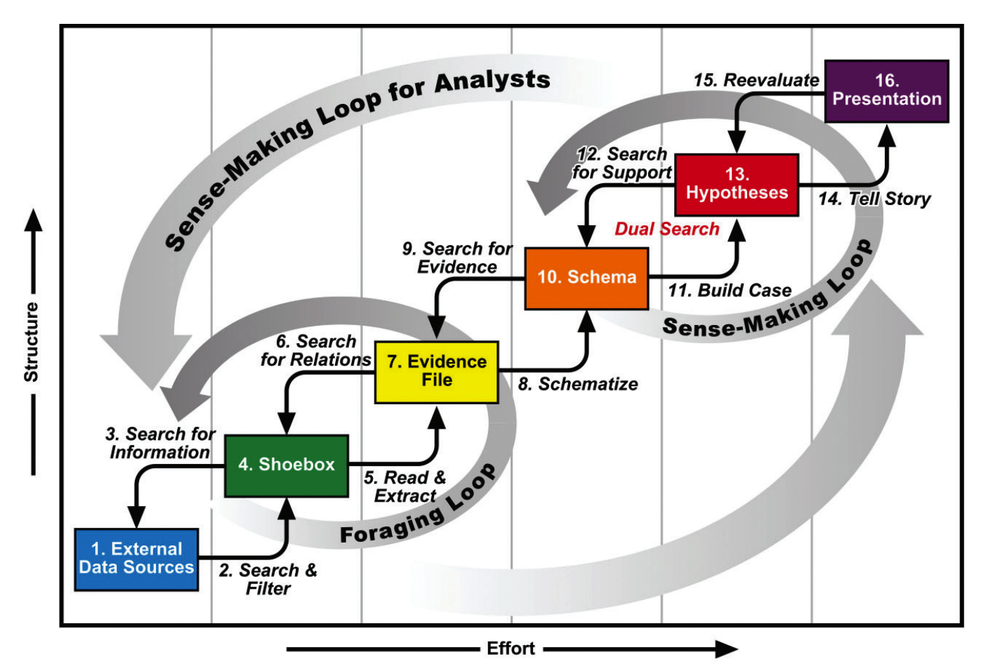 Sense-Making Loop for Analysts
15. Reevaluate
16.
Presentation
12. Search
for Support
13.
Hypotheses
14. Tell Story
Dual Search
9. Search for
Evidence
10. Schema
11. Build Case
Sense-Making Loop
6. Search
for Relations
7. Evidence
File
8. Schematize
3. Search for
Information
4. Shoebox
5. Read &
Extract
Foraging Loop
1. External
Data Sources
2. Search &
Filter
Structure
Effort